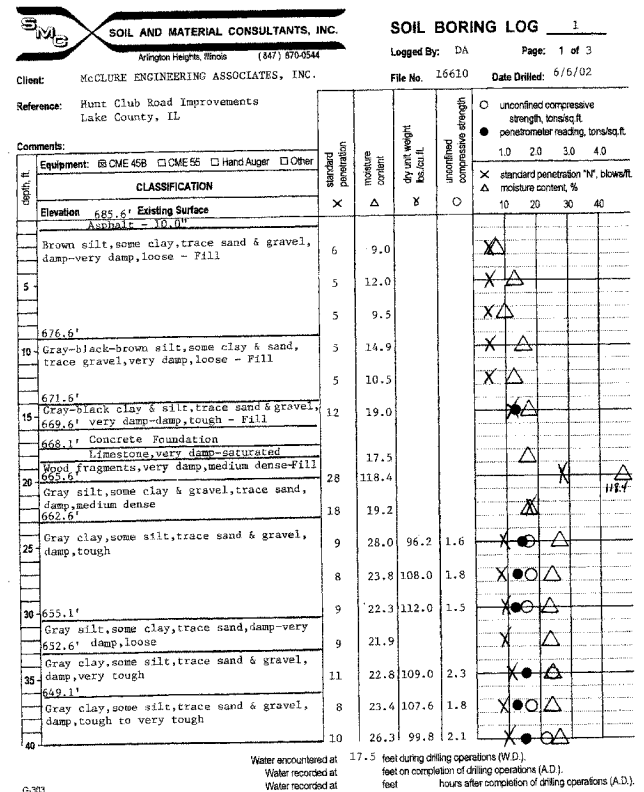 SMC
SOIL AND MATERIAL CONSULTANTS, INC.
Arlington Heights, Illinois (847) 870-0544
SOIL BORING LOG 1
Logged By: DA Page: 1 of 3
Client: McCLURE ENGINEERING ASSOCIATES, INC.
File No. 16610 Date Drilled: 6/6/02
Reference: Hunt Club Road Improvements
Lake County, IL
Comments:
Equipment: ☒ CME 45B ☐ CME 55 ☐ Hand Auger ☐ Other
depth, ft.
CLASSIFICATION
Elevation 685.6' Existing Surface
standard penetration
X
moisture content
△
dry unit weight lbs./cu.ft.
γ
unconfined compressive strength
○
○ unconfined compressive
strength, tons/sq.ft.
● penetrometer reading, tons/sq.ft.
1.0 2.0 3.0 4.0
X standard penetration "N", blows/ft.
△ moisture content, %
10 20 30 40
Asphalt - 10.0"
Brown silt,some clay,trace sand & gravel,
damp-very damp,loose - Fill
6 9.0
5
5 12.0
5 9.5
676.6'
10
Gray-black-brown silt,some clay & sand,
trace gravel,very damp,loose - Fill
5 14.9
5 10.5
671.6'
Gray-black clay & silt,trace sand & gravel,
very damp-damp,tough - Fill
12 19.0
15
669.6'
668.1' Concrete Foundation
Limestone,very damp-saturated
17.5
Wood fragments,very damp,medium dense-Fill
665.6'
28 118.4
118.4
20
Gray silt,some clay & gravel,trace sand,
damp,medium dense
18 19.2
662.6'
Gray clay,some silt,trace sand & gravel,
damp,tough
9 28.0 96.2 1.6
25
8 23.8 108.0 1.8
9 22.3 112.0 1.5
30
655.1'
Gray silt,some clay,trace sand,damp-very
652.6' damp,loose
9 21.9
Gray clay,some silt,trace sand & gravel,
damp,very tough
11 22.8 109.0 2.3
35
649.1'
Gray clay,some silt,trace sand & gravel,
damp,tough to very tough
8 23.4 107.6 1.8
10 26.3 99.8 2.1
40
Water encountered at 17.5 feet during drilling operations (W.D.).
Water recorded at feet on completion of drilling operations (A.D.).
Water recorded at feet hours after completion of drilling operations (A.D.).
G-303